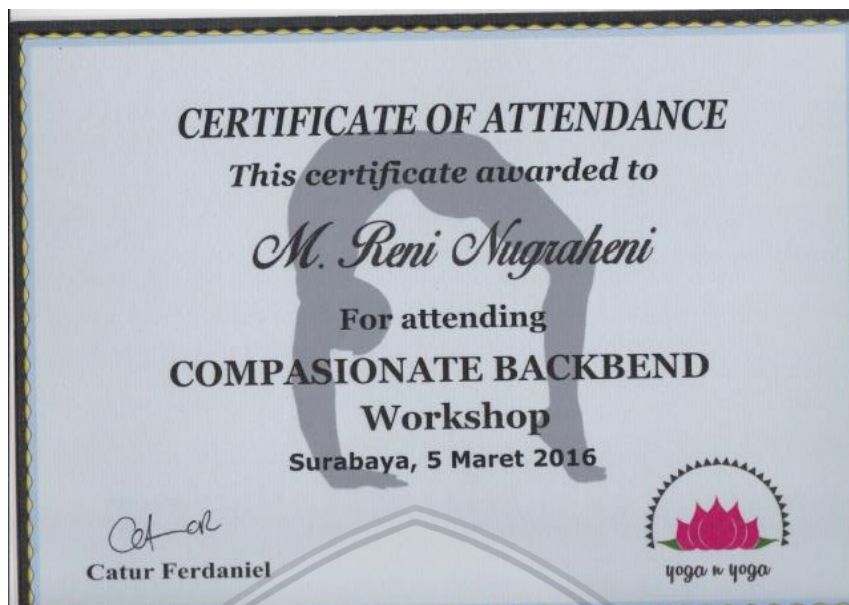 CERTIFICATE OF ATTENDANCE
This certificate awarded to
M. Reni Nugraheni
For attending
COMPASIONATE BACKBEND
Workshop
Surabaya, 5 Maret 2016
Catur Ferdaniel
yoga n yoga